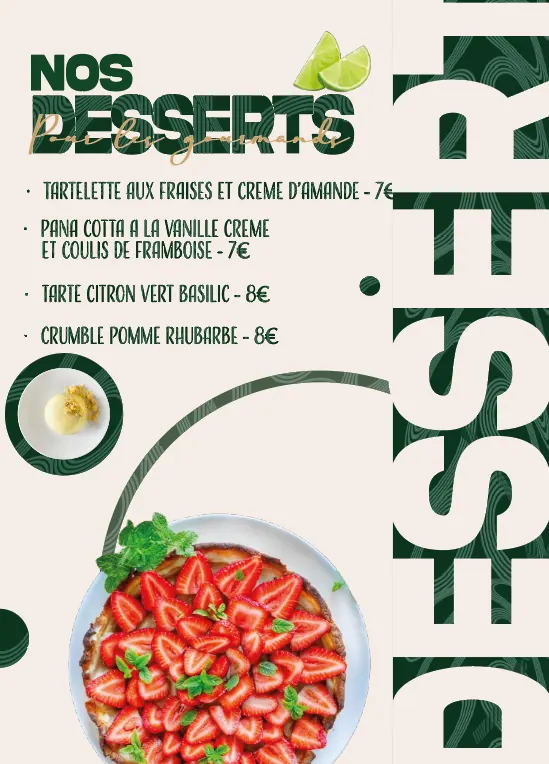 NOS
DESSERTS
Pour les gourmands
· TARTELETTE AUX FRAISES ET CREME D'AMANDE - 7€
· PANA COTTA A LA VANILLE CREME
ET COULIS DE FRAMBOISE - 7€
· TARTE CITRON VERT BASILIC - 8€
· CRUMBLE POMME RHUBARBE - 8€
DESSERT